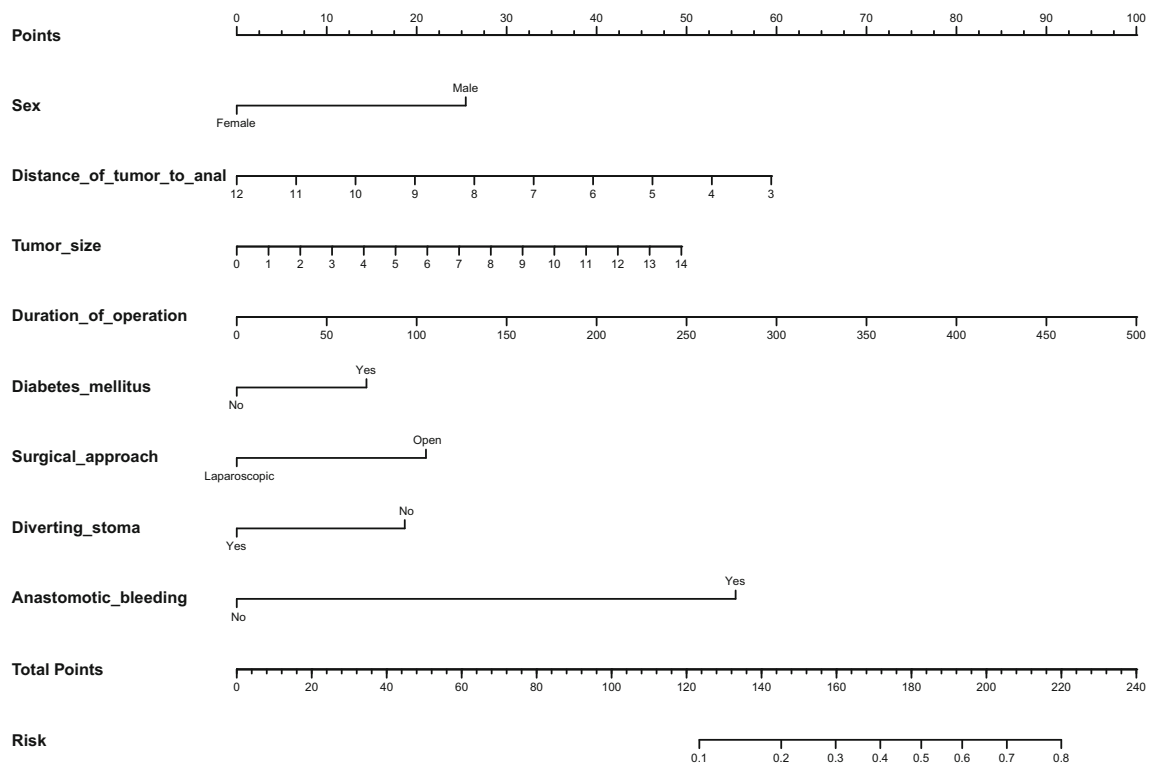 0 10 20 30 40 50 60 70 80 90 100
Points
Male
Sex
Female
Distance_of_tumor_to_anal
12 11 10 9 8 7 6 5 4 3
Tumor_size
0 1 2 3 4 5 6 7 8 9 10 11 12 13 14
Duration_of_operation
0 50 100 150 200 250 300 350 400 450 500
Yes
Diabetes_mellitus
No
Open
Surgical_approach
Laparoscopic
No
Diverting_stoma
Yes
Yes
Anastomotic_bleeding
No
Total Points
0 20 40 60 80 100 120 140 160 180 200 220 240
Risk
0.1 0.2 0.3 0.4 0.5 0.6 0.7 0.8